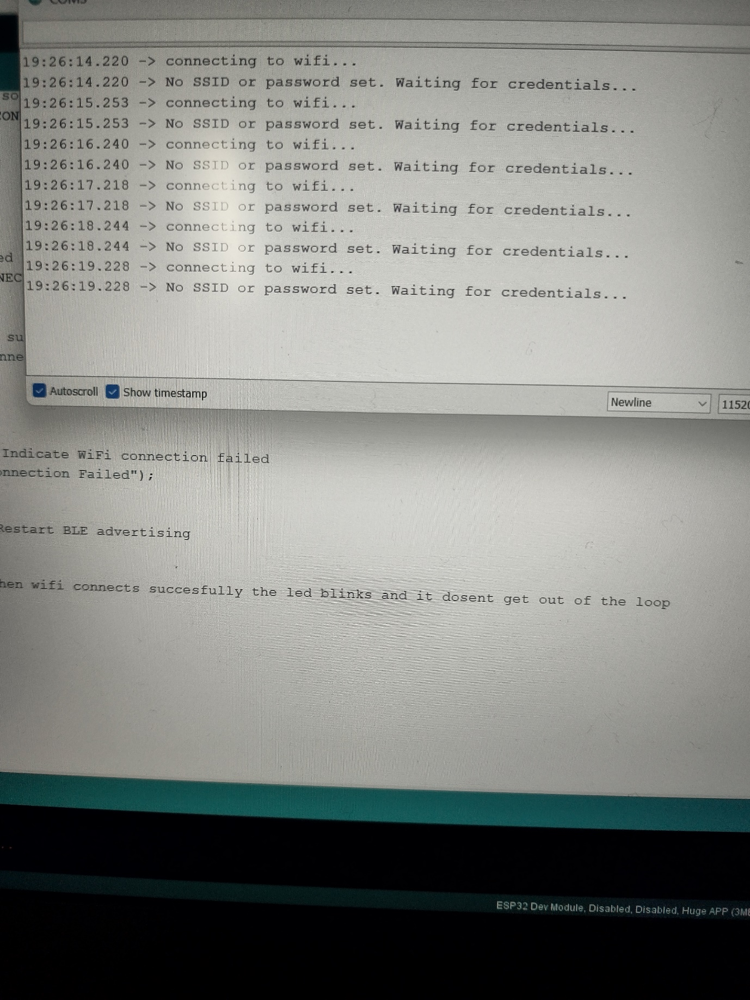 19:26:14.220 -> connecting to wifi...
19:26:14.220 -> No SSID or password set. Waiting for credentials...
19:26:15.253 -> connecting to wifi...
19:26:15.253 -> No SSID or password set. Waiting for credentials...
19:26:16.240 -> connecting to wifi...
19:26:16.240 -> No SSID or password set. Waiting for credentials...
19:26:17.218 -> connecting to wifi...
19:26:17.218 -> No SSID or password set. Waiting for credentials...
19:26:18.244 -> connecting to wifi...
19:26:18.244 -> No SSID or password set. Waiting for credentials...
19:26:19.228 -> connecting to wifi...
19:26:19.228 -> No SSID or password set. Waiting for credentials...
so
ON
ed
NEC
su
nne
Autoscroll Show timestamp Newline 11520
Indicate WiFi connection failed
onnection Failed");
Restart BLE advertising
hen wifi connects succesfully the led blinks and it dosent get out of the loop
ESP32 Dev Module, Disabled, Disabled, Huge APP (3M